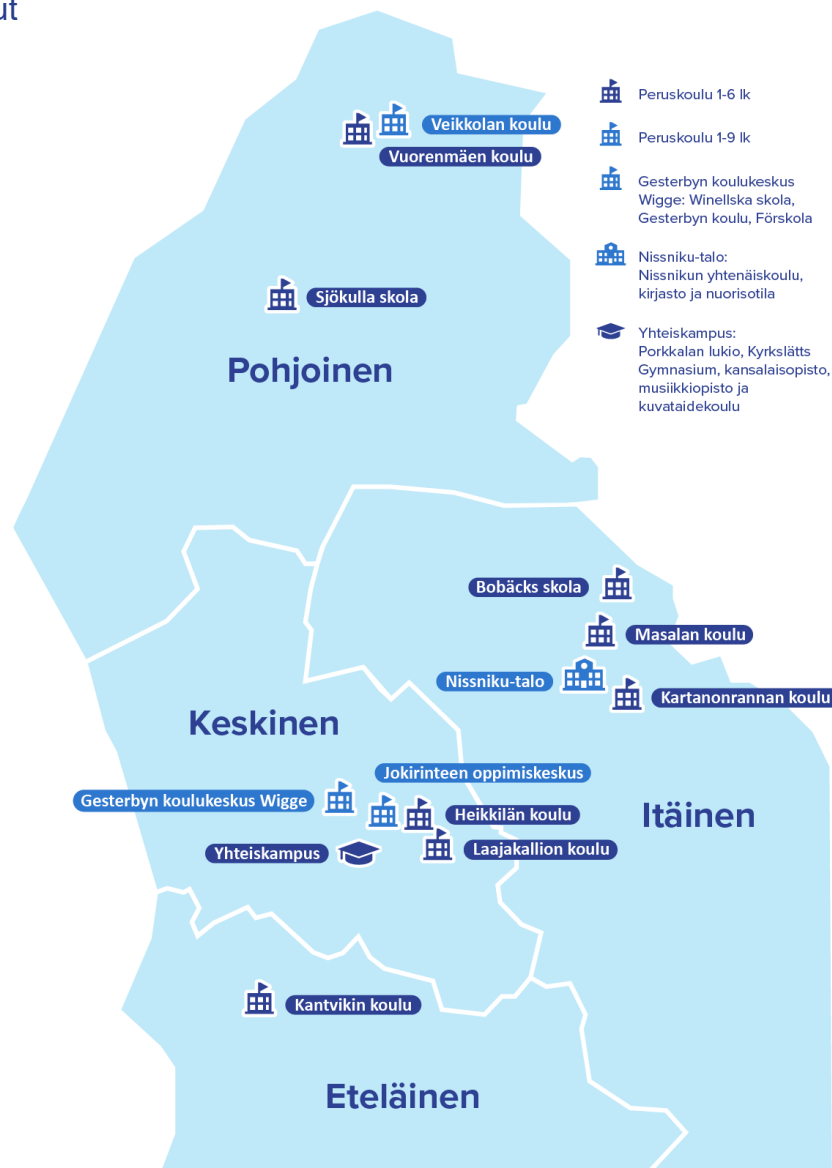 ut
Peruskoulu 1-6 lk
Peruskoulu 1-9 lk
Gesterbyn koulukeskus
Wigge: Winellska skola,
Gesterbyn koulu, Förskola
Nissniku-talo:
Nissnikun yhtenäiskoulu,
kirjasto ja nuorisotila
Yhteiskampus:
Porkkalan lukio, Kyrkslätts
Gymnasium, kansalaisopisto,
musiikkiopisto ja
kuvataidekoulu
Veikkolan koulu
Vuorenmäen koulu
Sjökulla skola
Pohjoinen
Bobäcks skola
Masalan koulu
Nissniku-talo
Kartanonrannan koulu
Keskinen
Jokirinteen oppimiskeskus
Gesterbyn koulukeskus Wigge
Heikkilän koulu
Itäinen
Yhteiskampus
Laajakallion koulu
Kantvikin koulu
Eteläinen